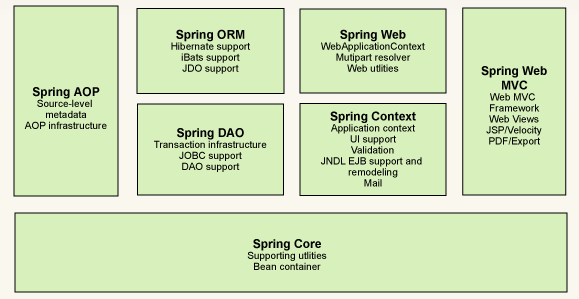 Spring AOP
Source-level
metadata
AOP infrastructure
Spring ORM
Hibernate support
iBats support
JDO support
Spring Web
WebApplicationContext
Mutipart resolver
Web utlities
Spring Web
MVC
Web MVC
Framework
Web Views
JSP/Velocity
PDF/Export
Spring DAO
Transaction infrastructure
JOBC support
DAO support
Spring Context
Application context
UI support
Validation
JNDL EJB support and
remodeling
Mail
Spring Core
Supporting utlities
Bean container